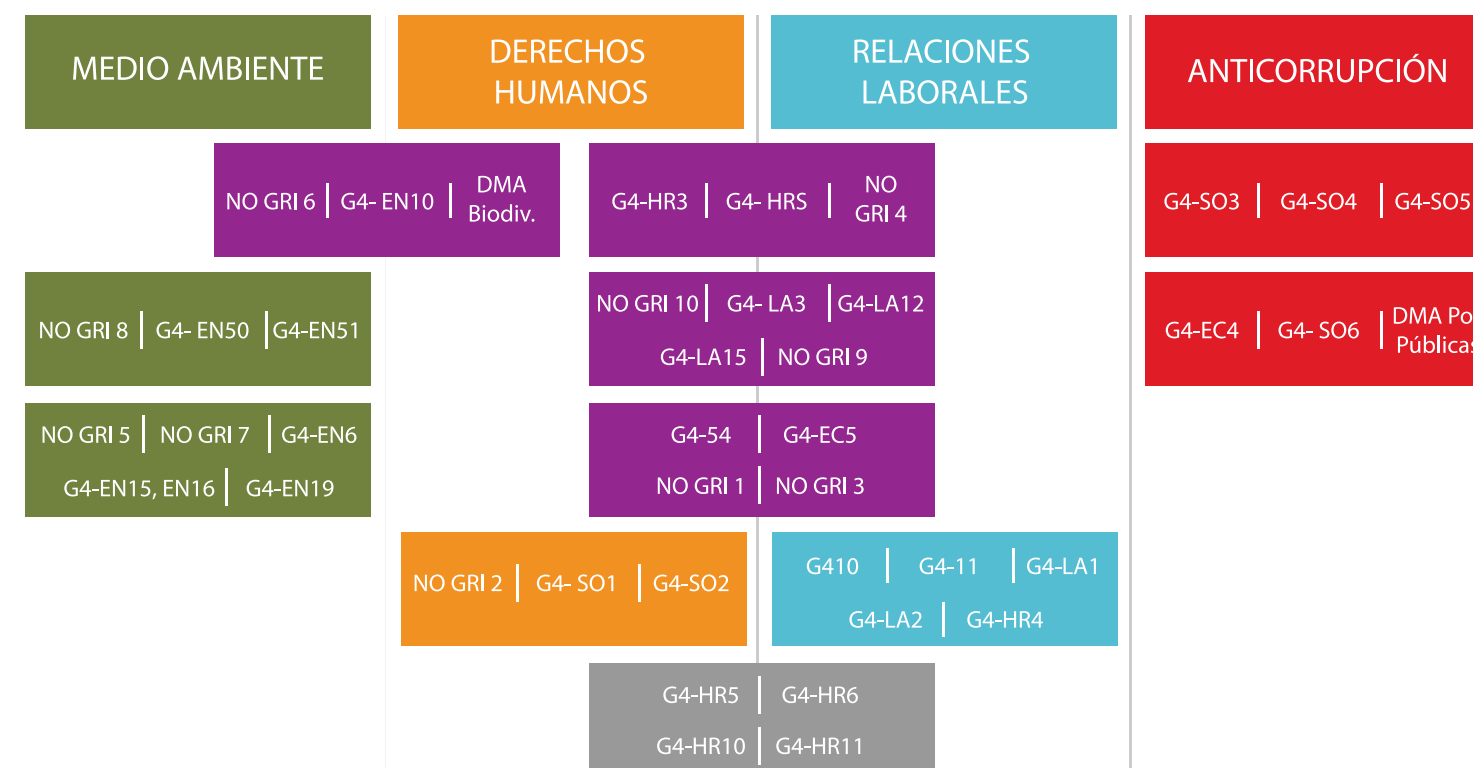 MEDIO AMBIENTE
DERECHOS
HUMANOS
RELACIONES
LABORALES
ANTICORRUPCIÓN
NO GRI 6 G4- EN10 DMA
Biodiv.
G4-HR3 G4- HRS NO
GRI 4
G4-SO3 G4-SO4 G4-SO5
NO GRI 8 G4- EN50 G4-EN51
NO GRI 10 G4- LA3 G4-LA12
G4-LA15 NO GRI 9
G4-EC4 G4- SO6 DMA Po
Públicas
NO GRI 5 NO GRI 7 G4-EN6
G4-EN15, EN16 G4-EN19
G4-54 G4-EC5
NO GRI 1 NO GRI 3
NO GRI 2 G4- SO1 G4-SO2
G410 G4-11 G4-LA1
G4-LA2 G4-HR4
G4-HR5 G4-HR6
G4-HR10 G4-HR11